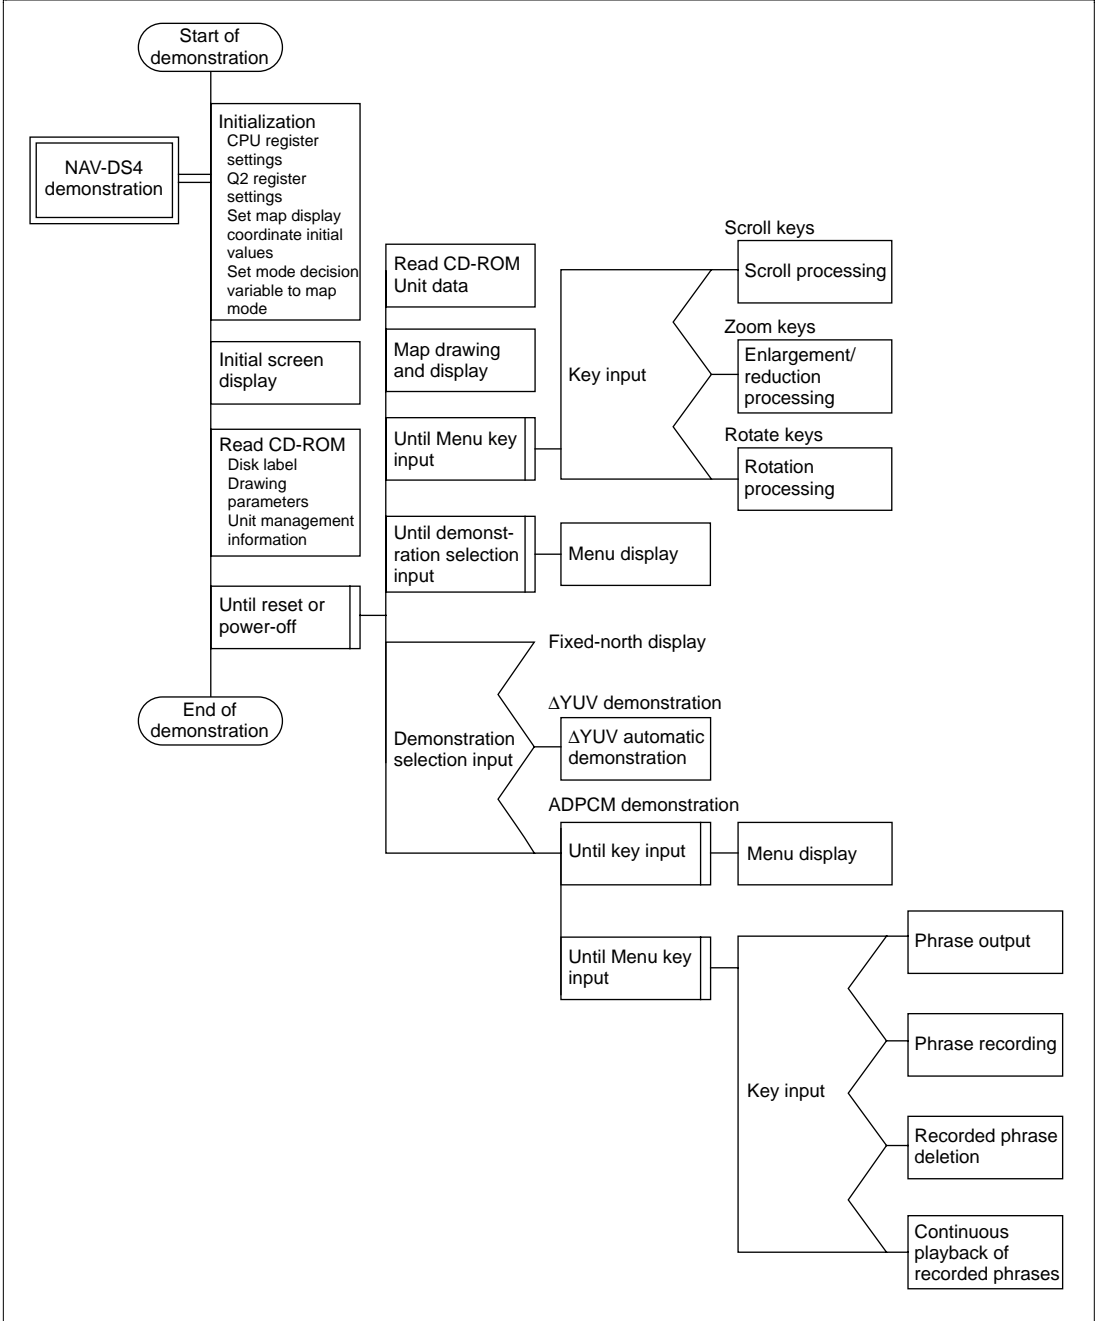 Start of
demonstration
NAV-DS4
demonstration
Initialization
CPU register
settings
Q2 register
settings
Set map display
coordinate initial
values
Set mode decision
variable to map
mode
Initial screen
display
Read CD-ROM
Disk label
Drawing
parameters
Unit management
information
Until reset or
power-off
End of
demonstration
Read CD-ROM
Unit data
Map drawing
and display
Until Menu key
input
Key input
Scroll keys
Scroll processing
Zoom keys
Enlargement/
reduction
processing
Rotate keys
Rotation
processing
Until demonst-
ration selection
input
Menu display
Demonstration
selection input
Fixed-north display
ΔYUV demonstration
ΔYUV automatic
demonstration
ADPCM demonstration
Until key input
Menu display
Until Menu key
input
Key input
Phrase output
Phrase recording
Recorded phrase
deletion
Continuous
playback of
recorded phrases